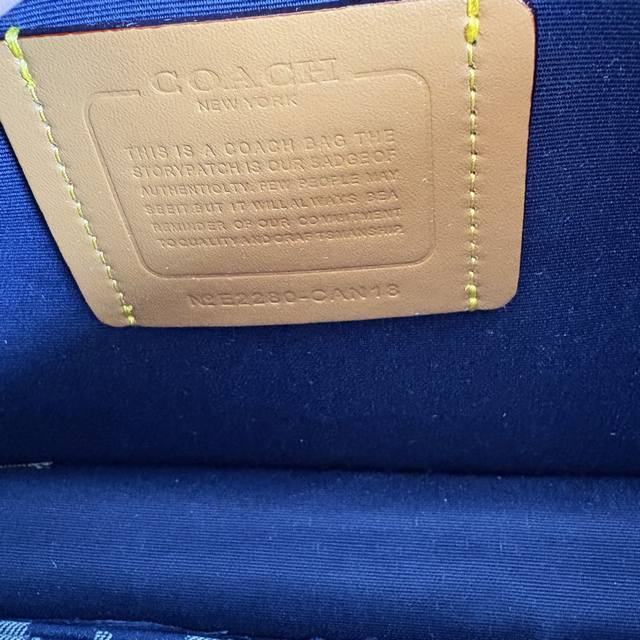 COACH
NEW YORK
THIS IS A COACH BAG THE
STORYPATCH IS OUR BADGE OF
AUTHENTICITY. FEW PEOPLE MAY
SEE IT. BUT IT WILL ALWAYS BE A
REMINDER OF OUR COMMITMENT
TO QUALITY AND CRAFTSMANSHIP.
№E2280-CAN18